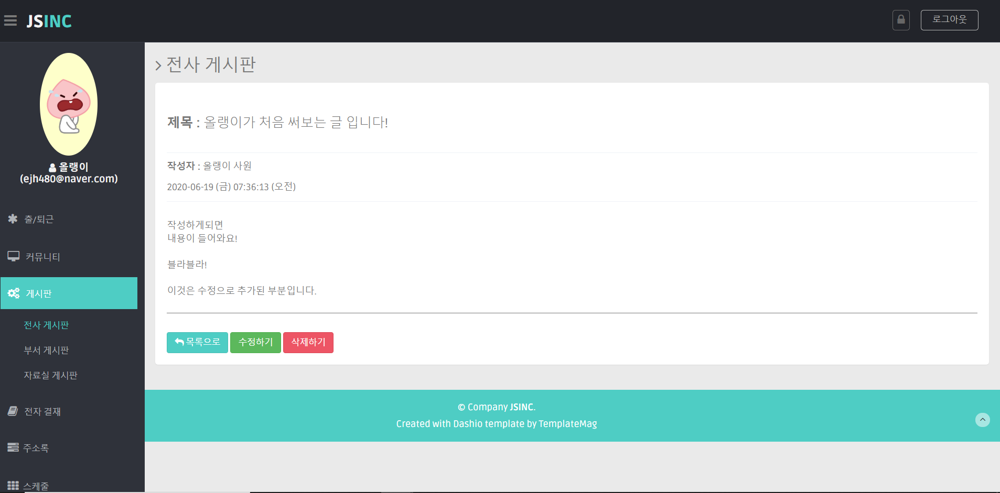 JSINC
로그아웃
올랭이
(ejh480@naver.com)
출/퇴근
커뮤니티
게시판
전사 게시판
부서 게시판
자료실 게시판
전자 결재
주소록
스케줄
전사 게시판
제목 : 올랭이가 처음 써보는 글 입니다!
작성자 : 올랭이 사원
2020-06-19 (금) 07:36:13 (오전)
작성하게되면
내용이 들어와요!
블라블라!
이것은 수정으로 추가된 부분입니다.
목록으로 수정하기 삭제하기
© Company JSINC.
Created with Dashio template by TemplateMag